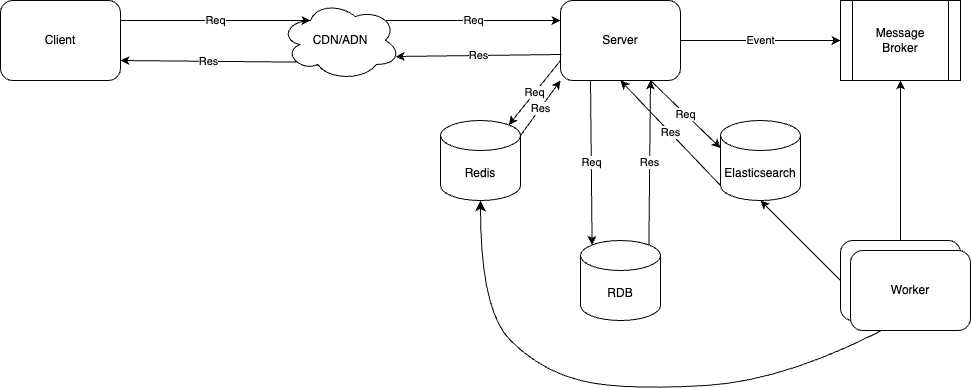 Req
Req
Client
CDN/ADN
Server
Event
Message
Broker
Res
Res
Req
Res
Req
Res
Redis
Req
Res
Elasticsearch
RDB
Worker